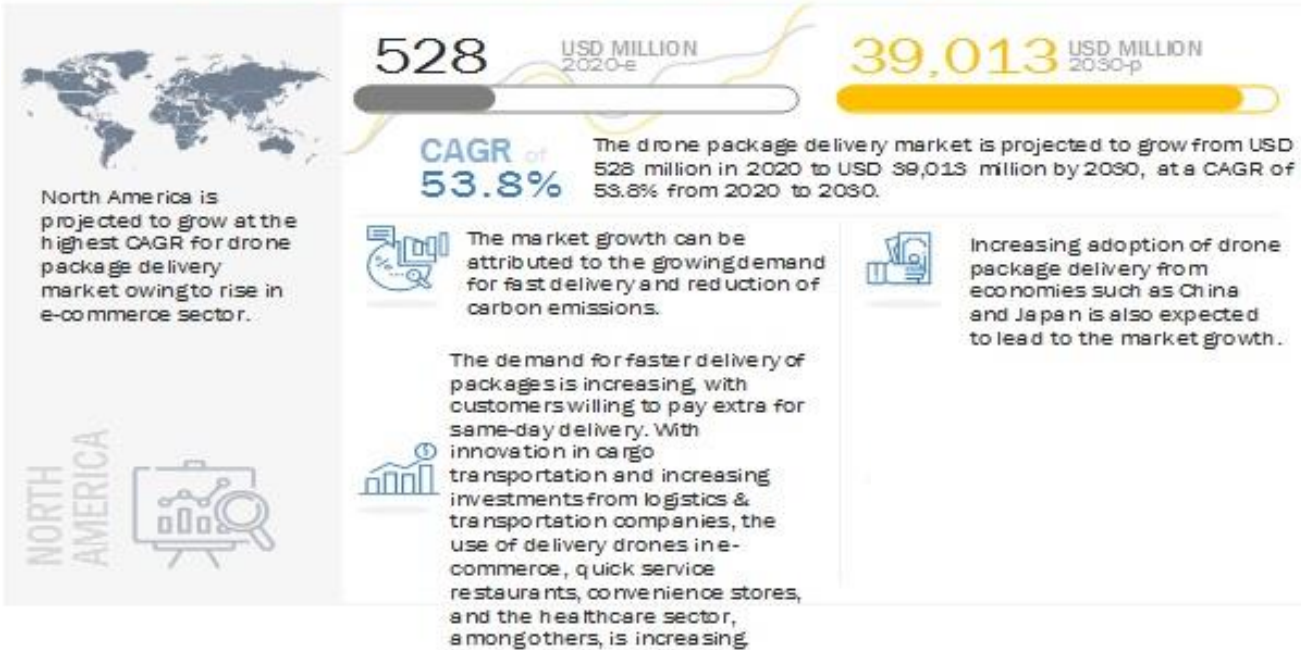 528
USD MILLION
2020-e
39,013
USD MILLION
2030-p
CAGR of
53.8%
The drone package delivery market is projected to grow from USD
528 million in 2020 to USD 39,013 million by 2030, at a CAGR of
53.8% from 2020 to 2030.
North America is
projected to grow at the
highest CAGR for drone
package delivery
market owing to rise in
e-commerce sector.
NORTH
AMERICA
The market growth can be
attributed to the growing demand
for fast delivery and reduction of
carbon emissions.
The demand for faster delivery of
packages is increasing, with
customers willing to pay extra for
same-day delivery. With
innovation in cargo
transportation and increasing
investments from logistics &
transportation companies, the
use of delivery drones in e-
commerce, quick service
restaurants, convenience stores,
and the healthcare sector,
among others, is increasing.
Increasing adoption of drone
package delivery from
economies such as China
and Japan is also expected
to lead to the market growth.